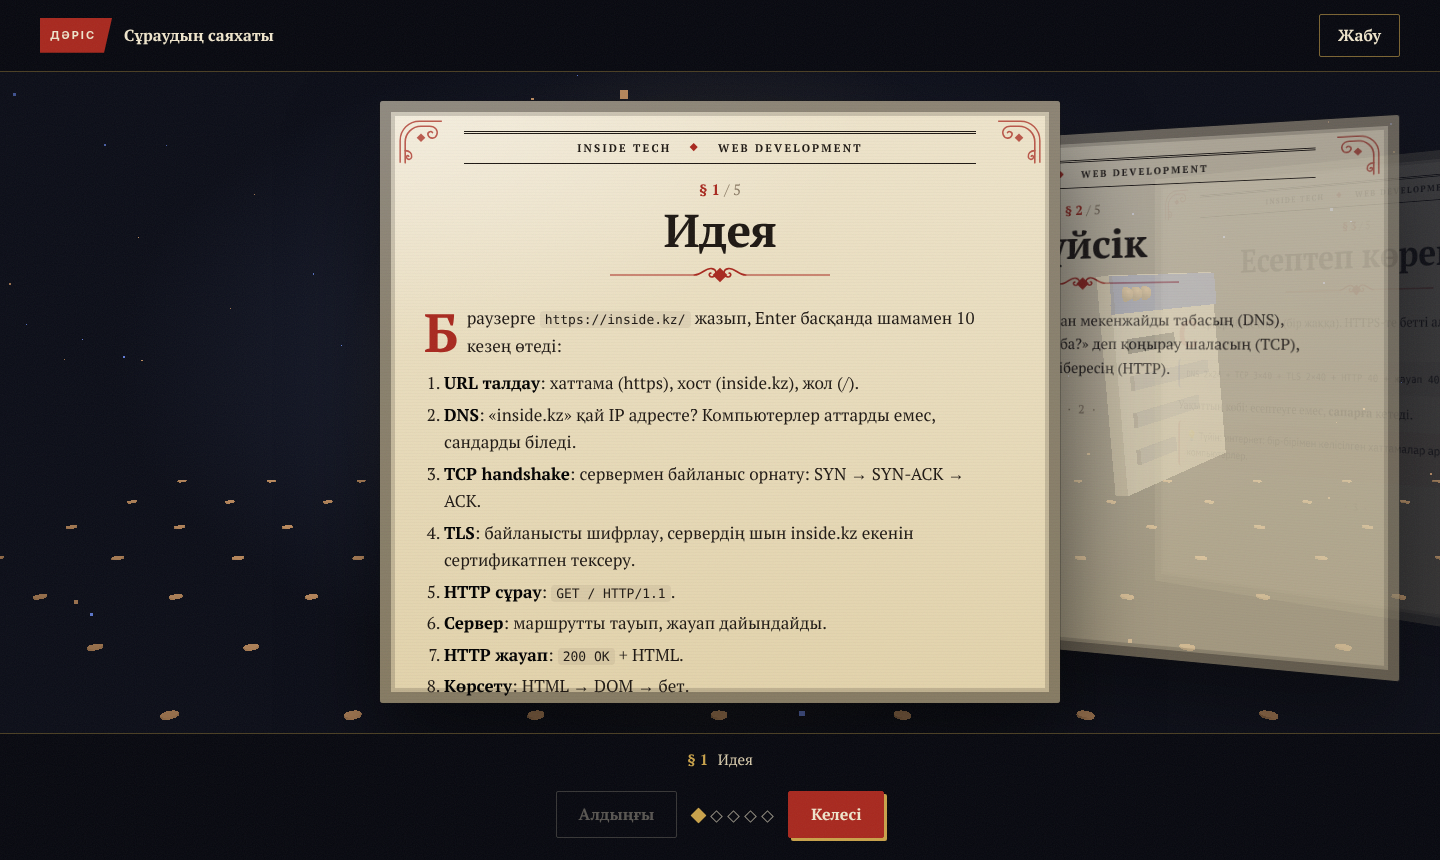 ДӘРІС Сұраудың саяхаты
Жабу
INSIDE TECH ◆ WEB DEVELOPMENT
§ 1 / 5
Идея
Браузерге https://inside.kz/ жазып, Enter басқанда шамамен 10
кезең өтеді:
1. URL талдау: хаттама (https), хост (inside.kz), жол (/).
2. DNS: «inside.kz» қай IP адресте? Компьютерлер аттарды емес,
сандарды біледі.
3. TCP handshake: сервермен байланыс орнату: SYN → SYN-ACK →
ACK.
4. TLS: байланысты шифрлау, сервердің шын inside.kz екенін
сертификатпен тексеру.
5. HTTP сұрау: GET / HTTP/1.1.
6. Сервер: маршрутты тауып, жауап дайындайды.
7. HTTP жауап: 200 OK + HTML.
8. Көрсету: HTML → DOM → бет.
WEB DEVELOPMENT
§ 2 / 5
мекенжайды табасың (DNS),
деп қоңырау шаласың (TCP),
(HTTP).
· 2 ·
INSIDE TECH
Есептеп
§ 1 Идея
Алдыңғы
Келесі